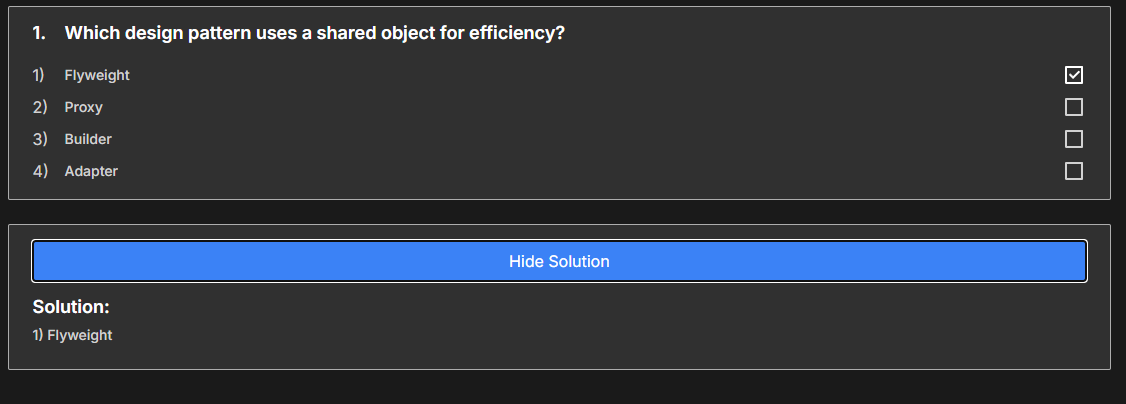 1. Which design pattern uses a shared object for efficiency?
1) Flyweight
2) Proxy
3) Builder
4) Adapter
Hide Solution
Solution:
1) Flyweight